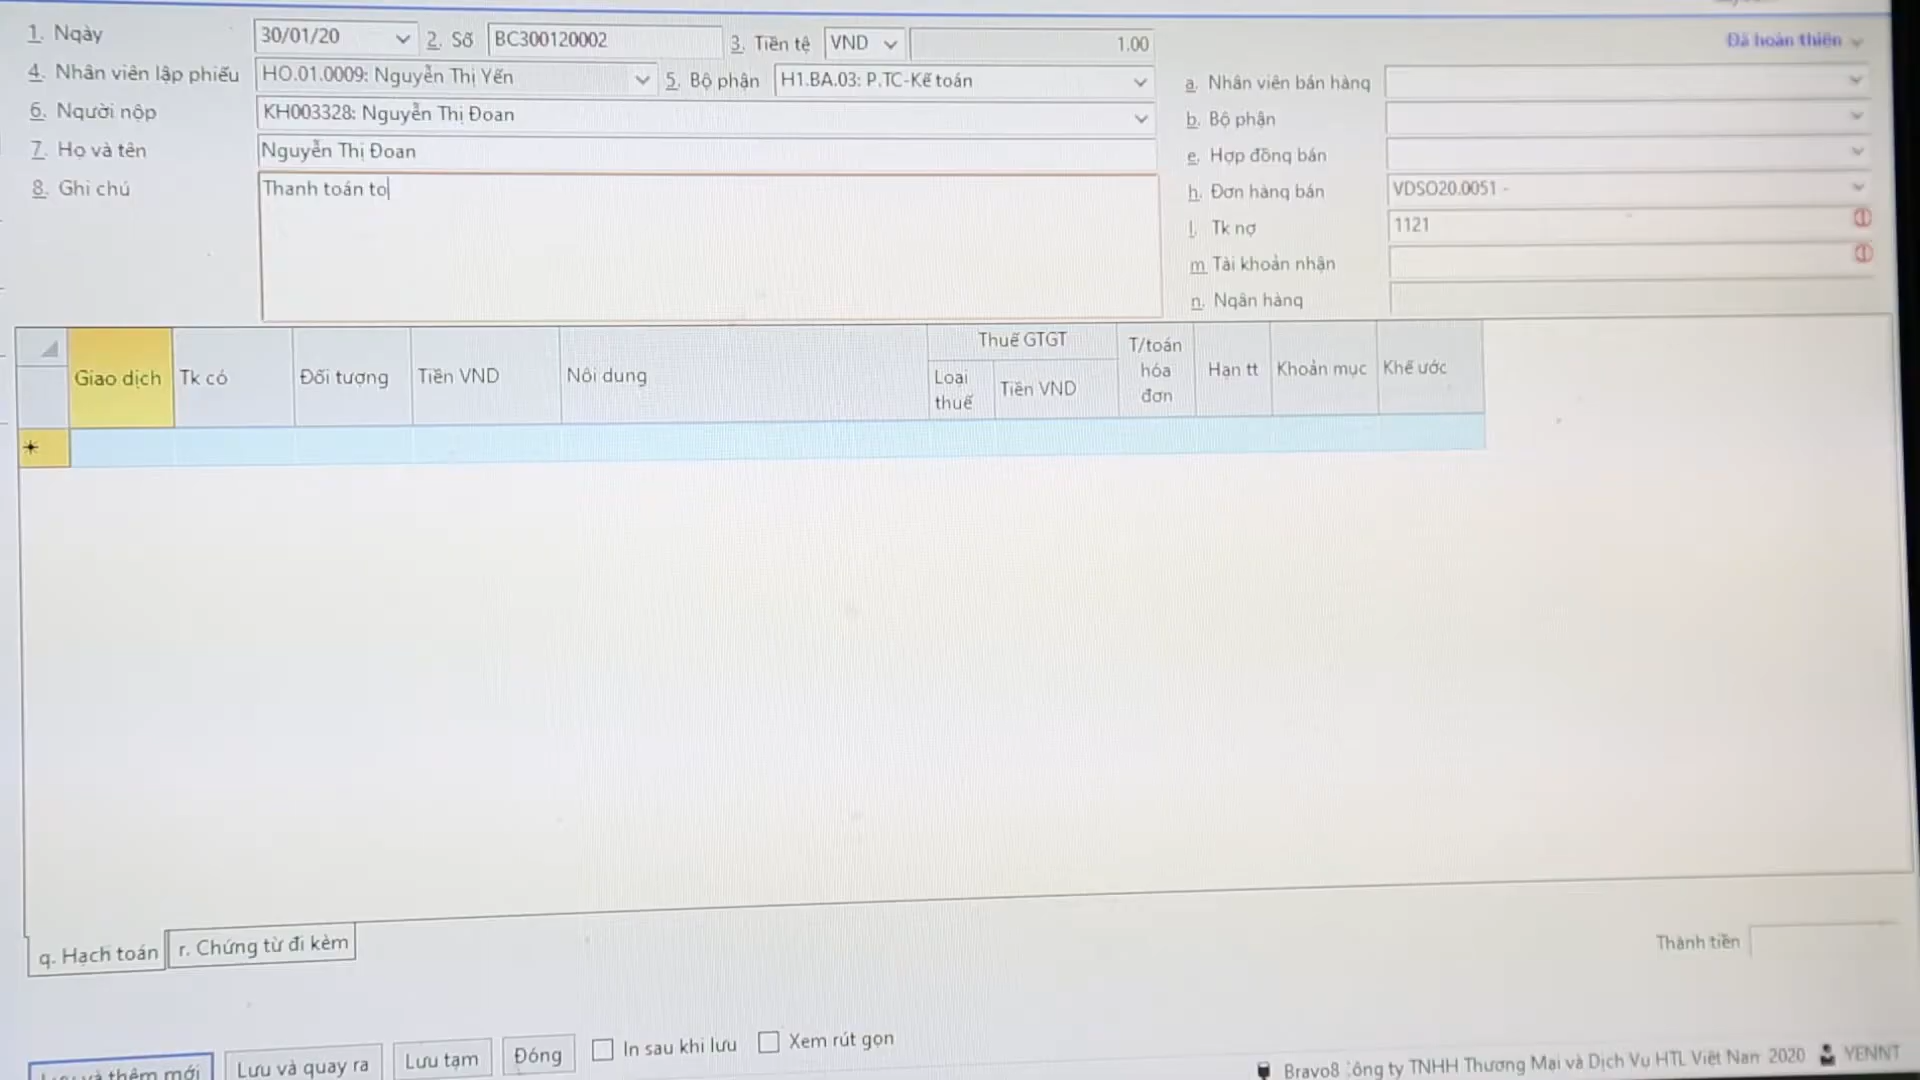 1. Ngày 30/01/20 2. Số BC300120002 3. Tiền tệ VND 1.00 Đã hoàn thiện
4. Nhân viên lập phiếu HO.01.0009: Nguyễn Thị Yến 5. Bộ phận H1.BA.03: P.TC-Kế toán a. Nhân viên bán hàng
6. Người nộp KH003328: Nguyễn Thị Đoan b. Bộ phận
7. Họ và tên Nguyễn Thị Đoan e. Hợp đồng bán
8. Ghi chú Thanh toán to h. Đơn hàng bán VDSO20.0051 -
l. Tk nợ 1121
m Tài khoản nhận
n. Ngân hàng
Giao dịch Tk có Đối tượng Tiền VND Nội dung Thuế GTGT Loại thuế Tiền VND T/toán hóa đơn Hạn tt Khoản mục Khế ước
q. Hạch toán r. Chứng từ đi kèm Thành tiền
và thêm mới Lưu và quay ra Lưu tạm Đóng In sau khi lưu Xem rút gọn
Bravo8 ông ty TNHH Thương Mại và Dịch Vụ HTL Việt Nam 2020 YENNT